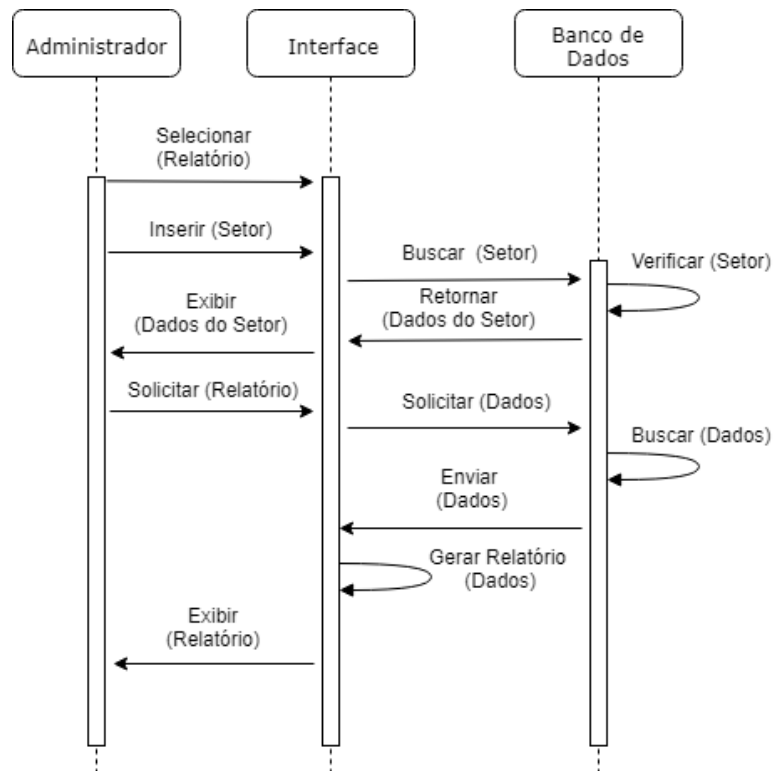 Administrador
Interface
Banco de
Dados
Selecionar
(Relatório)
Inserir (Setor)
Buscar (Setor)
Verificar (Setor)
Retornar
(Dados do Setor)
Exibir
(Dados do Setor)
Solicitar (Relatório)
Solicitar (Dados)
Buscar (Dados)
Enviar
(Dados)
Gerar Relatório
(Dados)
Exibir
(Relatório)